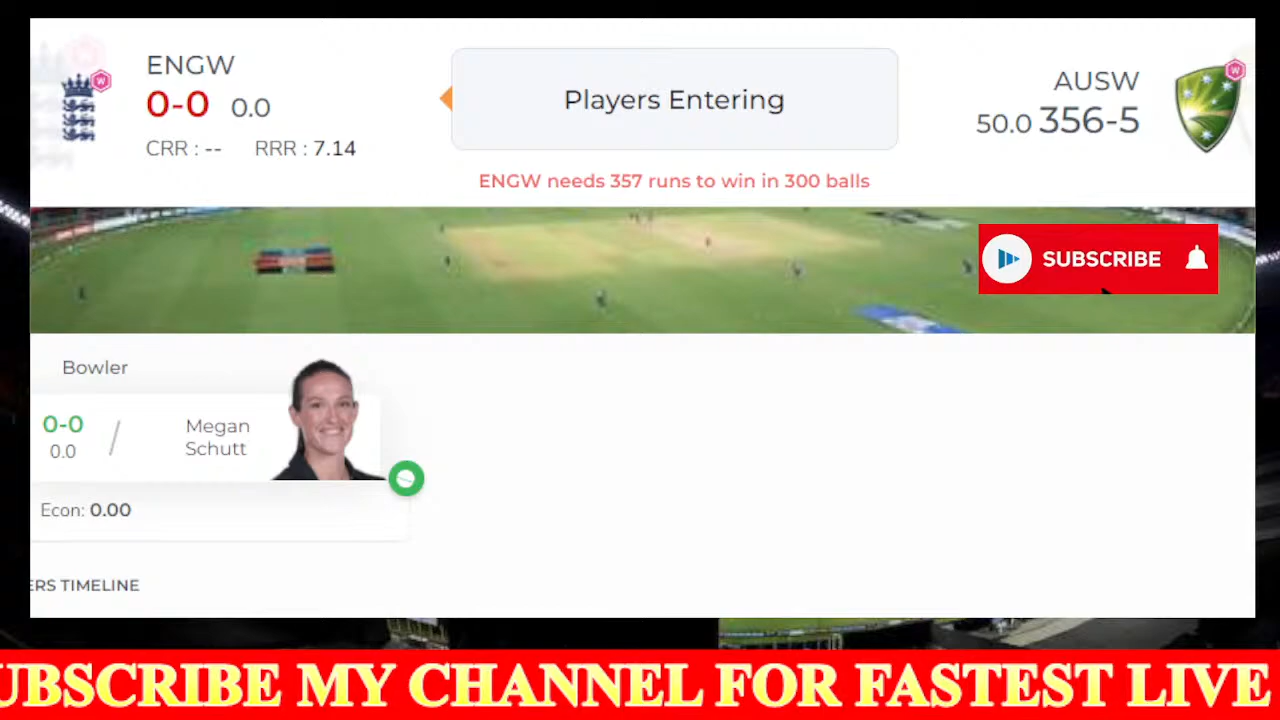 ENGW
0-0 0.0
CRR : -- RRR : 7.14
Players Entering
ENGW needs 357 runs to win in 300 balls
AUSW
50.0 356-5
W
W
SUBSCRIBE
Bowler
0-0
0.0
/
Megan
Schutt
Econ: 0.00
ERS TIMELINE
UBSCRIBE MY CHANNEL FOR FASTEST LIVE